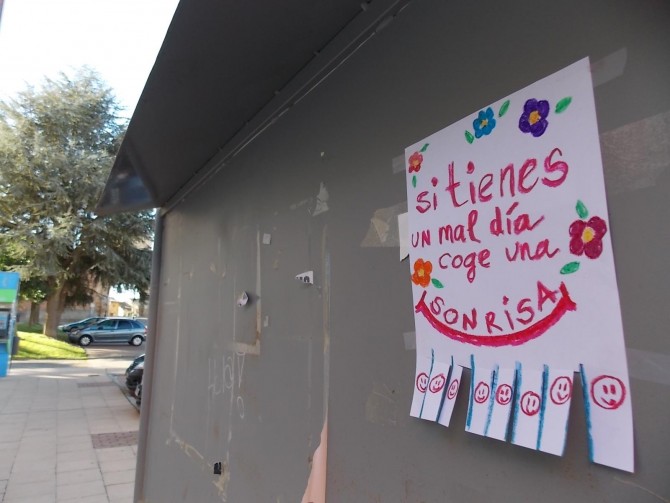 si tienes
un mal día
coge una
SONRISA